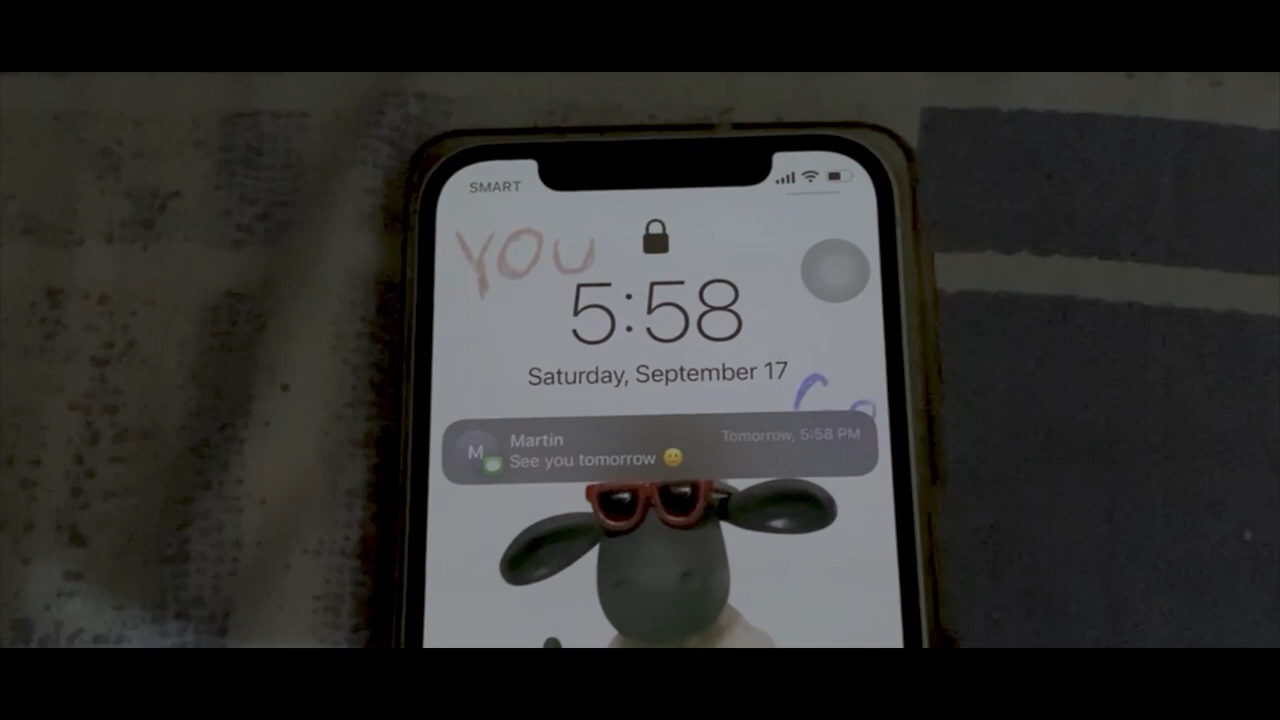 SMART
YOU
5:58
Saturday, September 17
M
Martin
Tomorrow, 5:58 PM
See you tomorrow 🙂